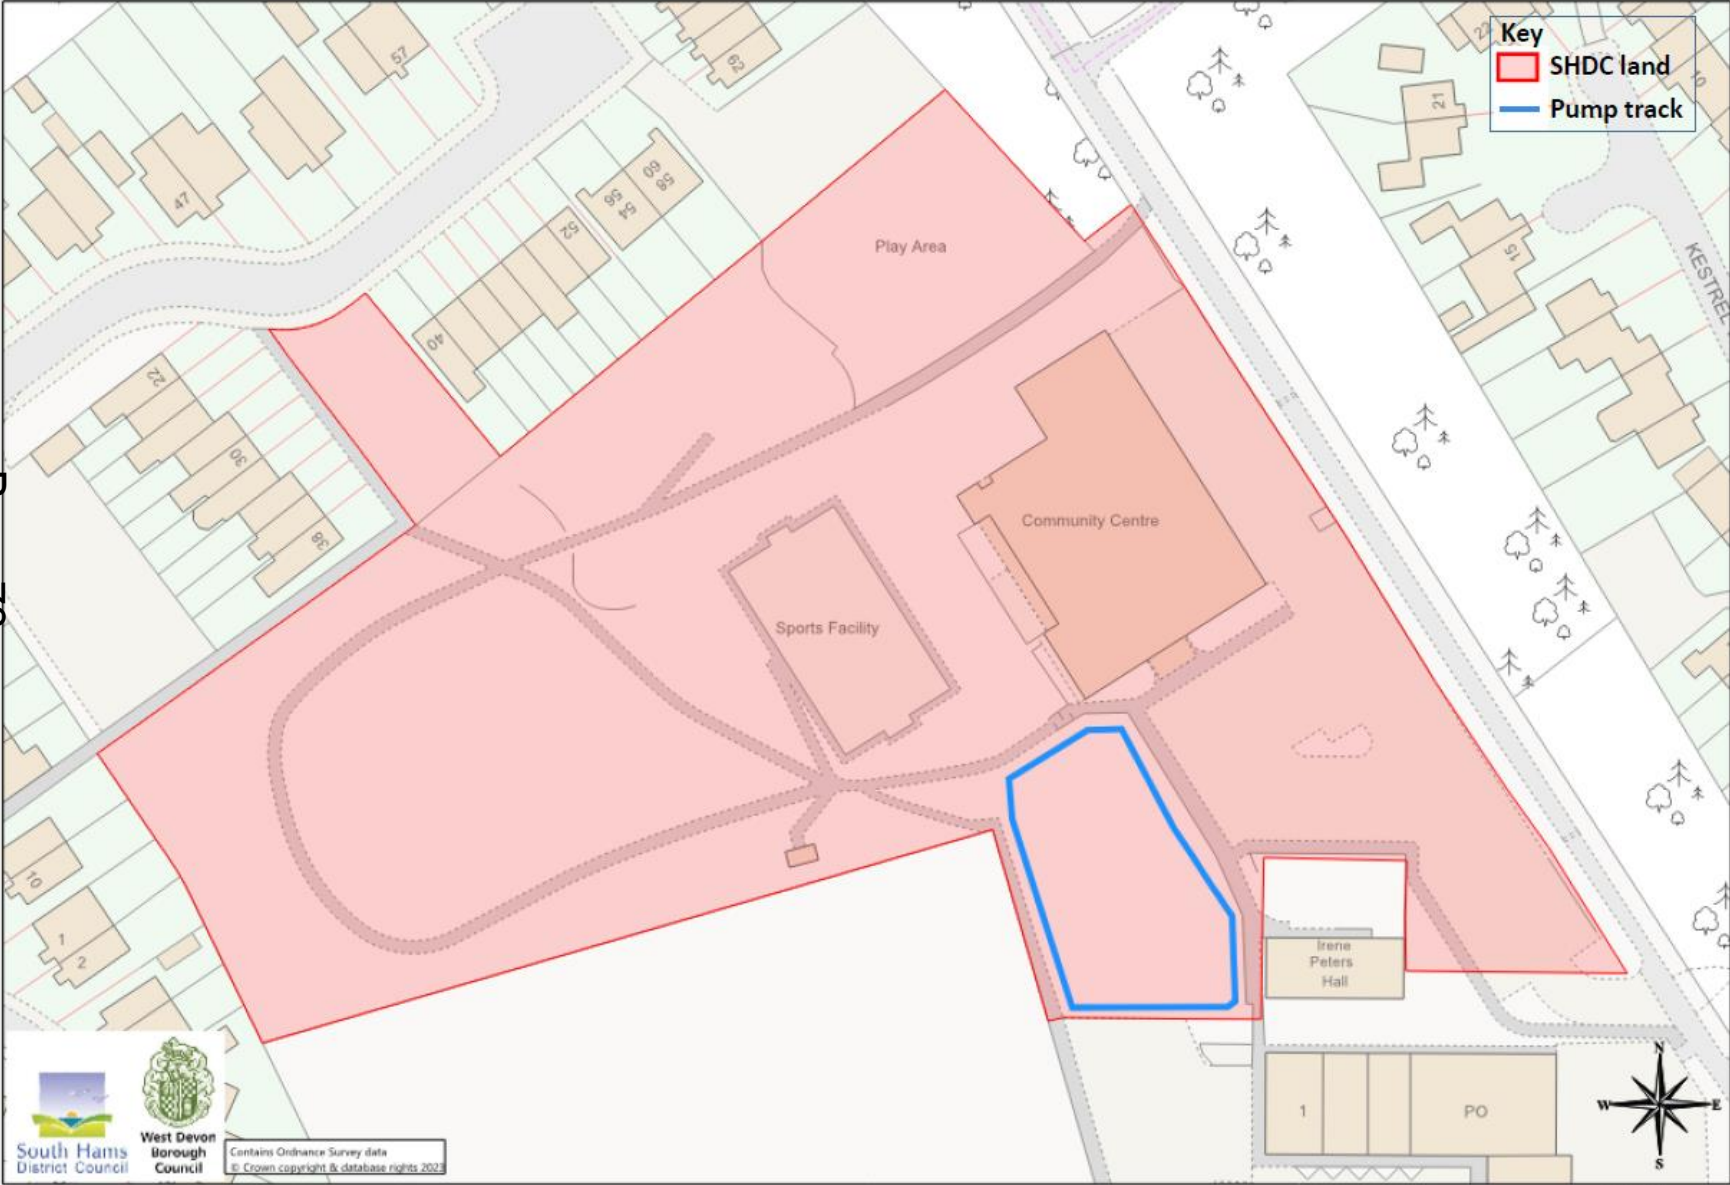 Key
SHDC land
Pump track
57
62
22
10
21
47
60
58
56
54
52
15
KESTREL
Play Area
40
22
30
38
Community Centre
Sports Facility
10
1
2
Irene
Peters
Hall
1
PO
N
W
E
S
South Hams
District Council
West Devon
Borough
Council
Contains Ordnance Survey data
© Crown copyright & database rights 2023